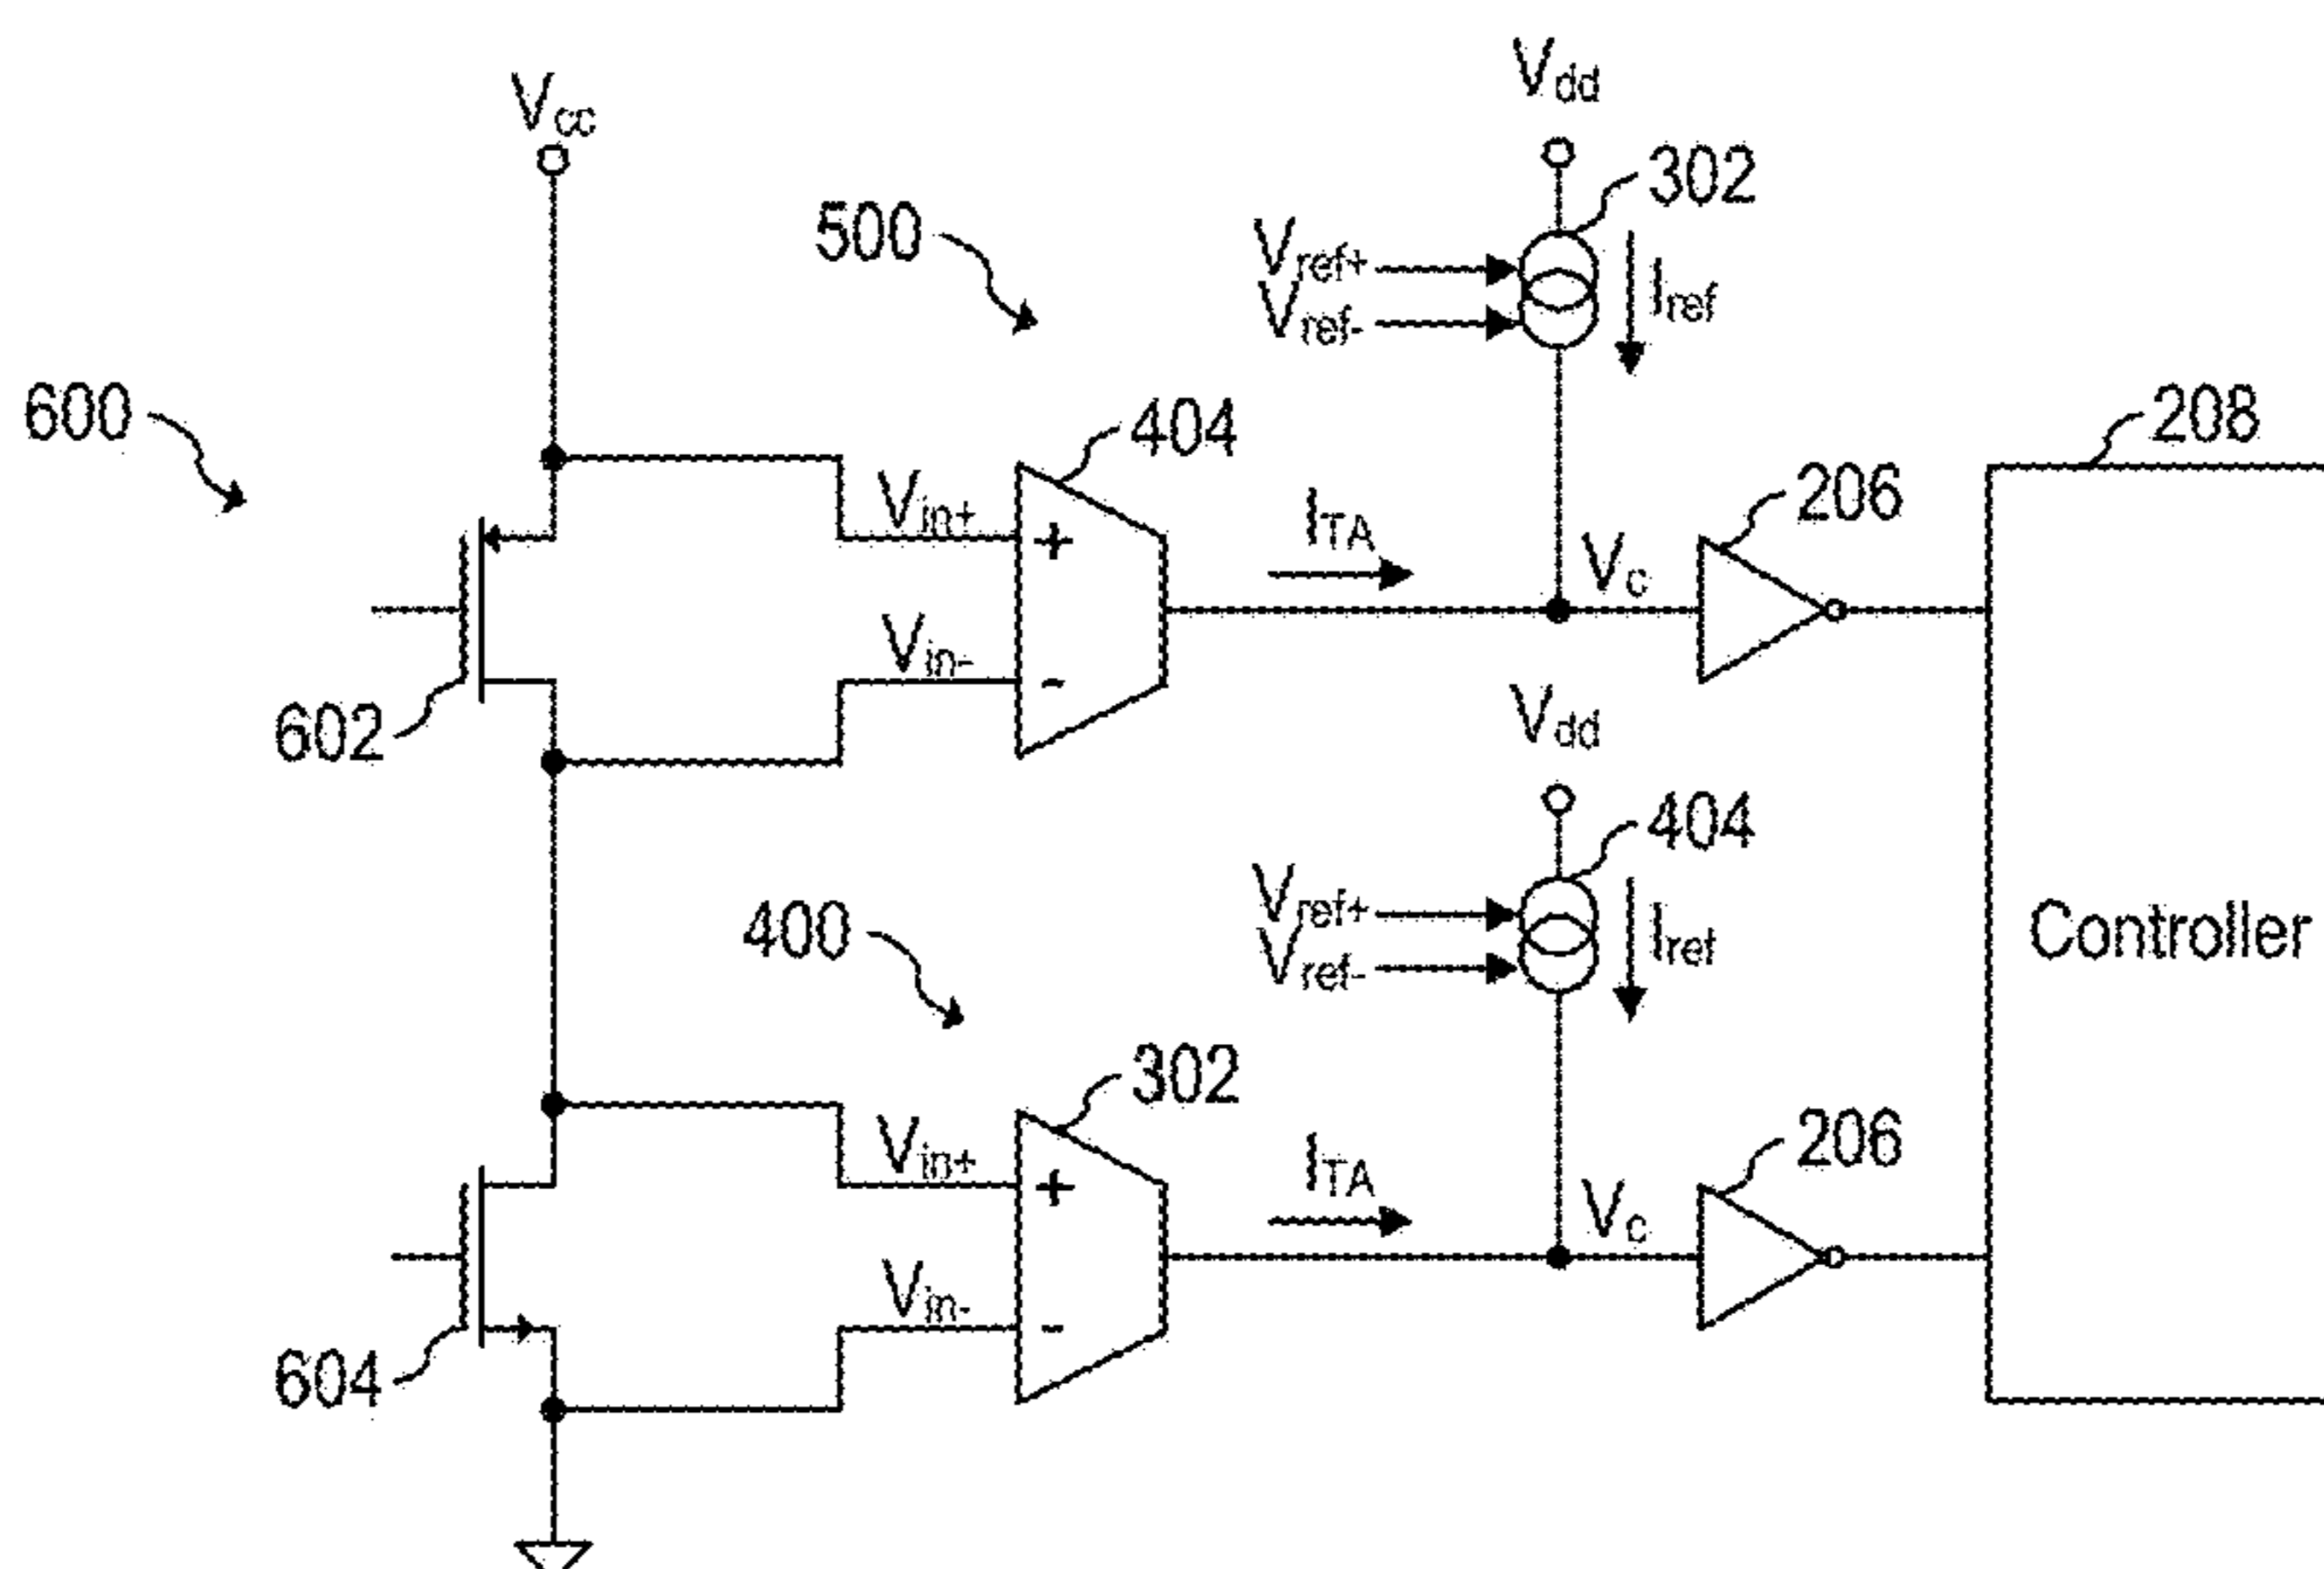 Vcc
Vdd
500
302
Vref+
Vref-
Iref
600
404
208
Vin+
ITA
206
Vc
Vin-
602
Vdd
404
Vref+
Vref-
Iref
Controller
400
302
Vin+
ITA
206
Vc
Vin-
604
+
-
+
-